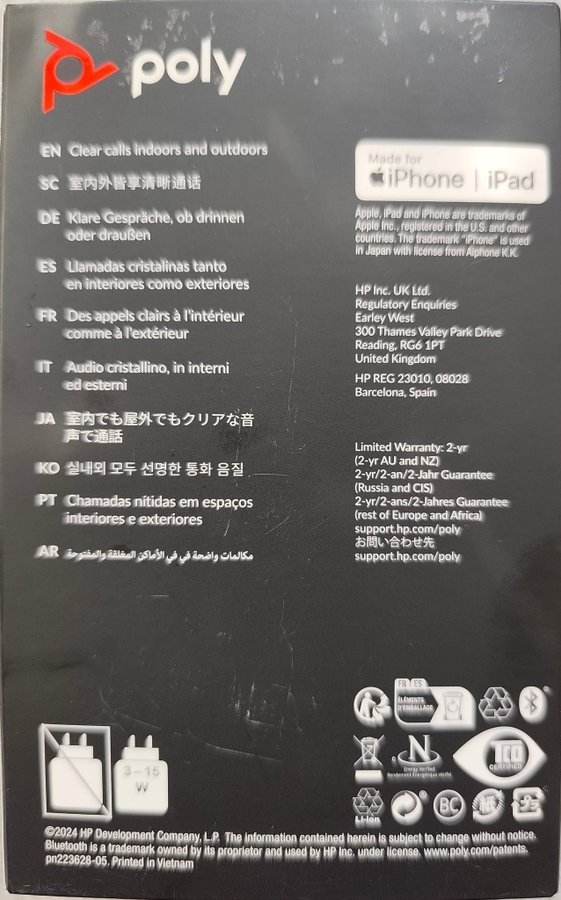 poly
EN Clear calls indoors and outdoors
SC 室内外皆享清晰通话
DE Klare Gespräche, ob drinnen
oder draußen
ES Llamadas cristalinas tanto
en interiores como exteriores
FR Des appels clairs à l'intérieur
comme à l'extérieur
IT Audio cristallino, in interni
ed esterni
JA 室内でも屋外でもクリアな音
声で通話
KO 실내외 모두 선명한 통화 음질
PT Chamadas nítidas em espaços
interiores e exteriores
AR مكالمات واضحة في في الأماكن المغلقة والمفتوحة
Made for
iPhone | iPad
Apple, iPad and iPhone are trademarks of
Apple Inc., registered in the U.S. and other
countries. The trademark "iPhone" is used
in Japan with license from Aiphone K.K.
HP Inc. UK Ltd.
Regulatory Enquiries
Earley West
300 Thames Valley Park Drive
Reading, RG6 1PT
United Kingdom
HP REG 23010, 08028
Barcelona, Spain
Limited Warranty: 2-yr
(2-yr AU and NZ)
2-yr/2-an/2-Jahr Guarantee
(Russia and CIS)
2-yr/2-ans/2-Jahres Guarantee
(rest of Europe and Africa)
support.hp.com/poly
お問い合わせ先
support.hp.com/poly
FR ES
ÉLÉMENTS
D'EMBALLAGE
3 – 15
W
N
Energy Verified
Rendement Énergétique Vérifié
TCO
CERTIFIED
Li-ion
BC
©2024 HP Development Company, L.P. The information contained herein is subject to change without notice.
Bluetooth is a trademark owned by its proprietor and used by HP Inc. under license. www.poly.com/patents.
pn223628-05. Printed in Vietnam